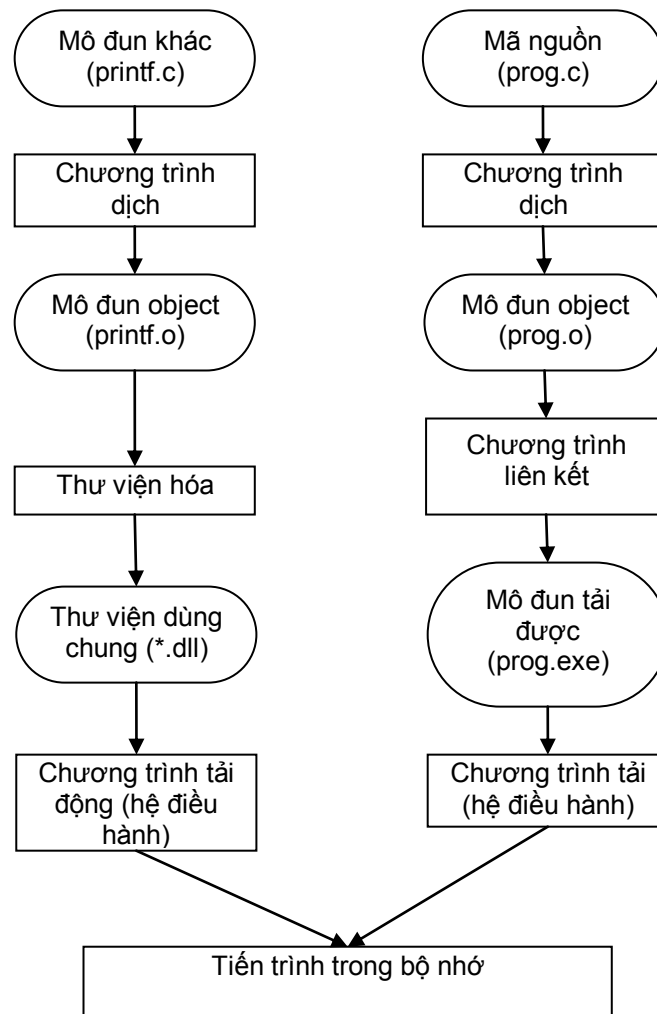 Mô đun khác
(printf.c)
Mã nguồn
(prog.c)
Chương trình
dịch
Chương trình
dịch
Mô đun object
(printf.o)
Mô đun object
(prog.o)
Thư viện hóa
Chương trình
liên kết
Thư viện dùng
chung (*.dll)
Mô đun tải
được
(prog.exe)
Chương trình tải
động (hệ điều
hành)
Chương trình tải
(hệ điều hành)
Tiến trình trong bộ nhớ